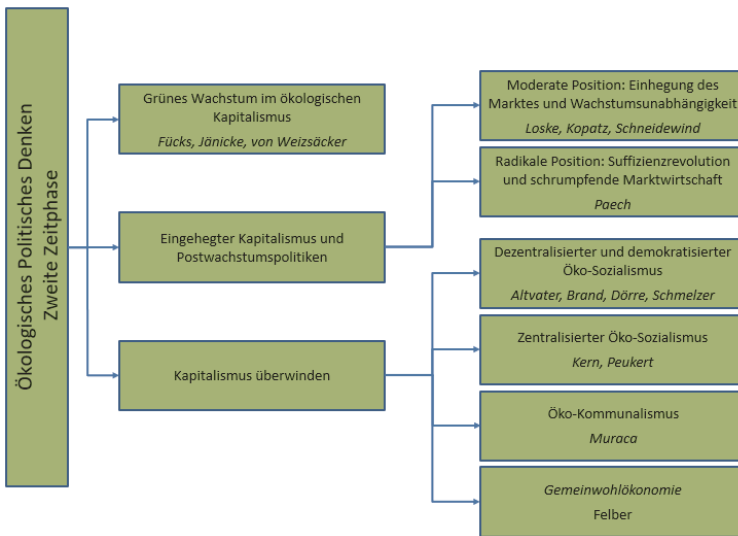 Ökologisches Politisches Denken
Zweite Zeitphase
Grünes Wachstum im ökologischen
Kapitalismus
Fücks, Jänicke, von Weizsäcker
Eingehegter Kapitalismus und
Postwachstumspolitiken
Moderate Position: Einhegung des
Marktes und Wachstumsunabhängigkeit
Loske, Kopatz, Schneidewind
Radikale Position: Suffizienzrevolution
und schrumpfende Marktwirtschaft
Paech
Kapitalismus überwinden
Dezentralisierter und demokratisierter
Öko-Sozialismus
Altvater, Brand, Dörre, Schmelzer
Zentralisierter Öko-Sozialismus
Kern, Peukert
Öko-Kommunalismus
Muraca
Gemeinwohlökonomie
Felber